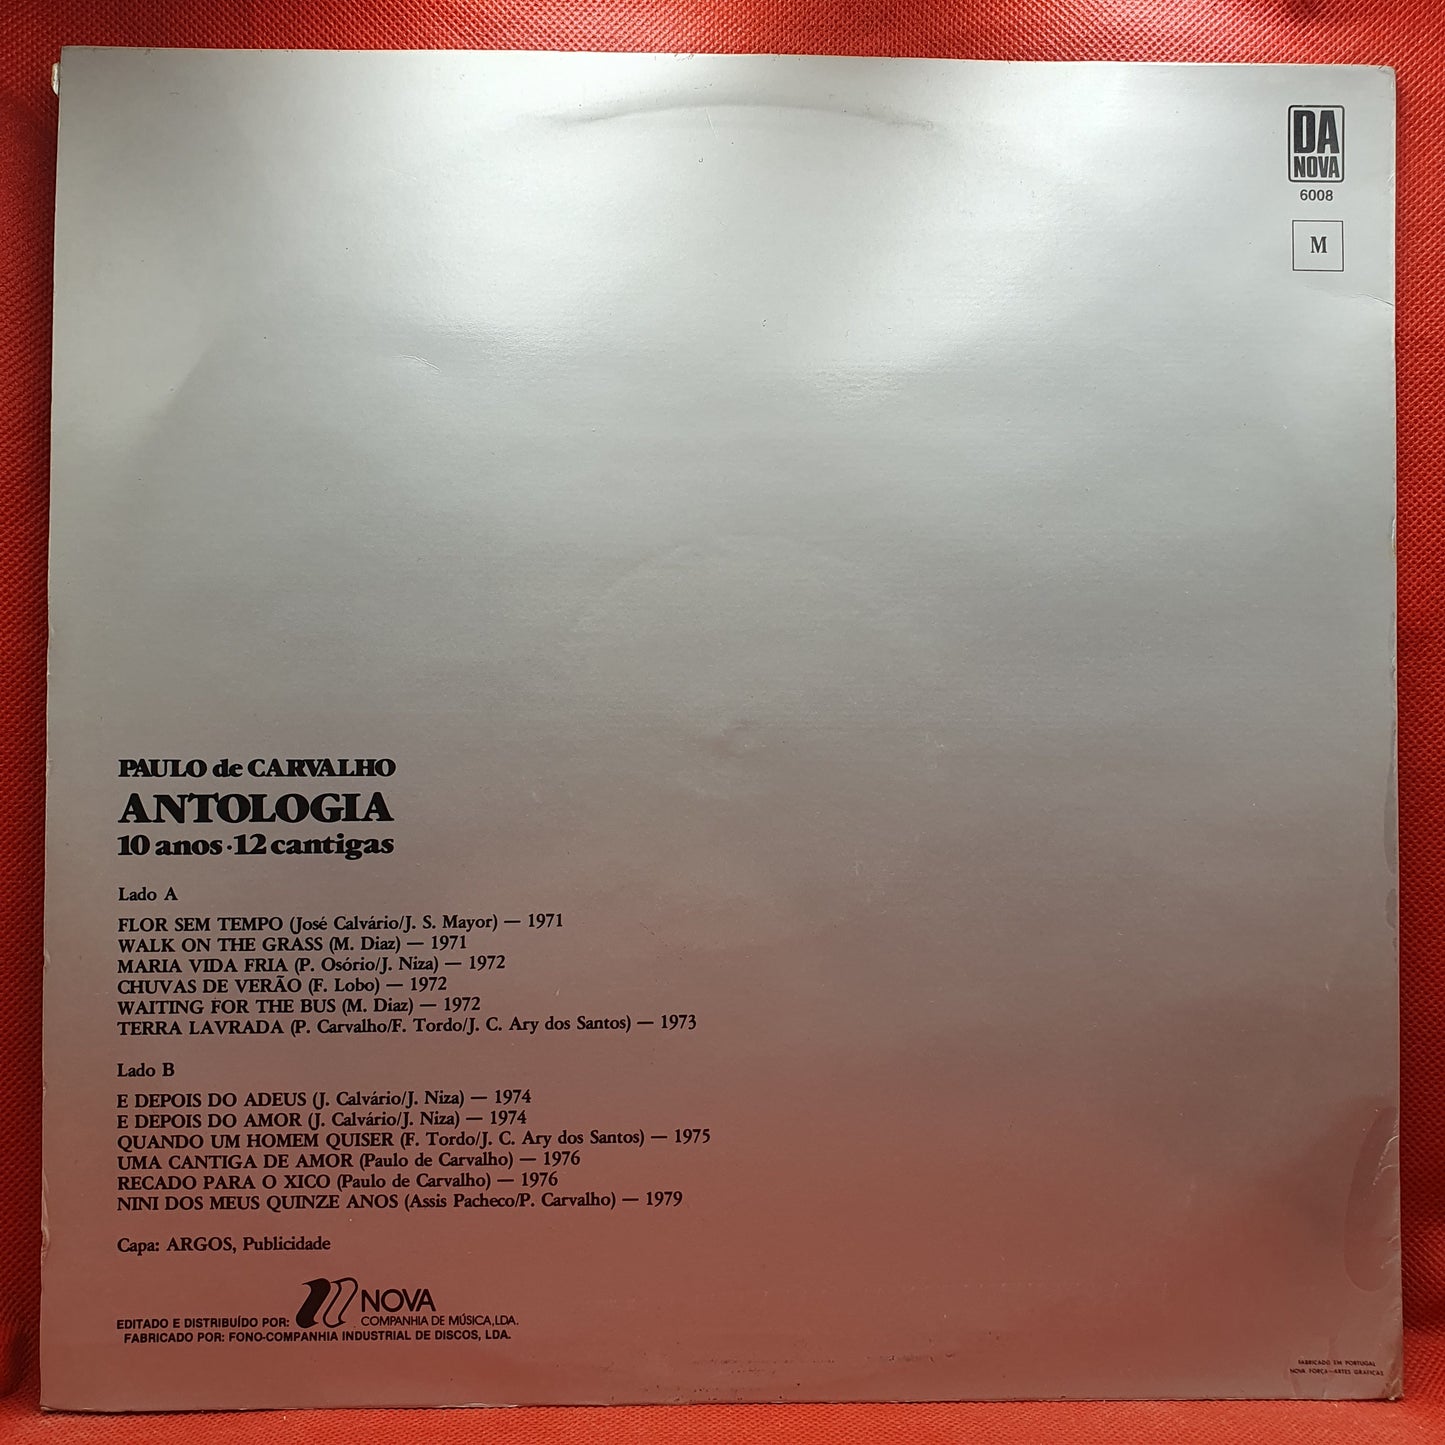 DA
NOVA
6008
M
PAULO de CARVALHO
ANTOLOGIA
10 anos · 12 cantigas
Lado A
FLOR SEM TEMPO (José Calvário/J. S. Mayor) — 1971
WALK ON THE GRASS (M. Diaz) — 1971
MARIA VIDA FRIA (P. Osório/J. Niza) — 1972
CHUVAS DE VERÃO (F. Lobo) — 1972
WAITING FOR THE BUS (M. Diaz) — 1972
TERRA LAVRADA (P. Carvalho/F. Tordo/J. C. Ary dos Santos) — 1973
Lado B
E DEPOIS DO ADEUS (J. Calvário/J. Niza) — 1974
E DEPOIS DO AMOR (J. Calvário/J. Niza) — 1974
QUANDO UM HOMEM QUISER (F. Tordo/J. C. Ary dos Santos) — 1975
UMA CANTIGA DE AMOR (Paulo de Carvalho) — 1976
RECADO PARA O XICO (Paulo de Carvalho) — 1976
NINI DOS MEUS QUINZE ANOS (Assis Pacheco/P. Carvalho) — 1979
Capa: ARGOS, Publicidade
NOVA
COMPANHIA DE MÚSICA, LDA.
EDITADO E DISTRIBUÍDO POR:
FABRICADO POR: FONO-COMPANHIA INDUSTRIAL DE DISCOS, LDA.
FABRICADO EM PORTUGAL
NOVA FORÇA—ARTES GRÁFICAS